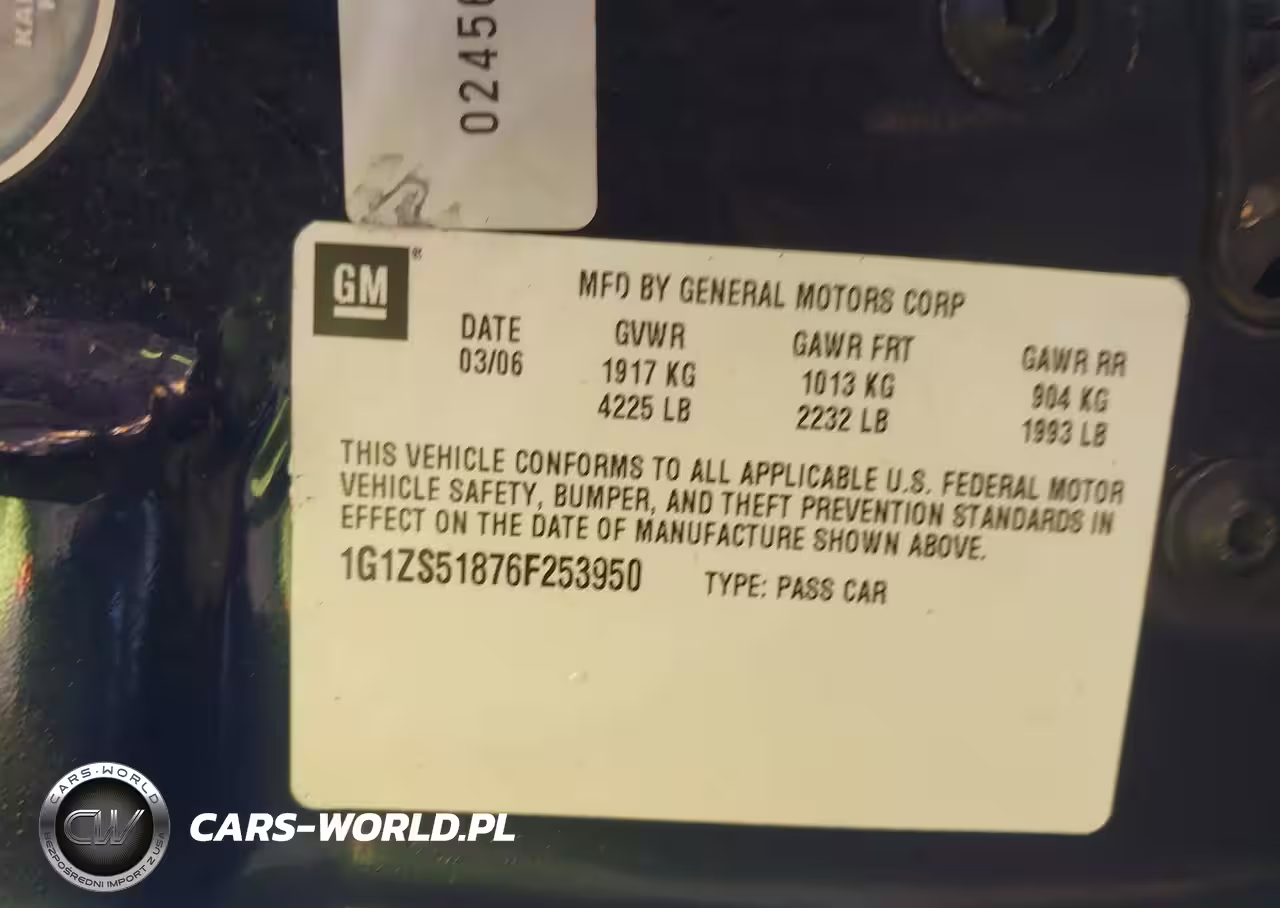 0245
GM®
MFD BY GENERAL MOTORS CORP
DATE GVWR GAWR FRT GAWR RR
03/06 1917 KG 1013 KG 904 KG
4225 LB 2232 LB 1993 LB
THIS VEHICLE CONFORMS TO ALL APPLICABLE U.S. FEDERAL MOTOR
VEHICLE SAFETY, BUMPER, AND THEFT PREVENTION STANDARDS IN
EFFECT ON THE DATE OF MANUFACTURE SHOWN ABOVE.
1G1ZS51876F253950 TYPE: PASS CAR
CARS-WORLD
CW
BEZPOŚREDNI IMPORT Z USA
CARS-WORLD.PL